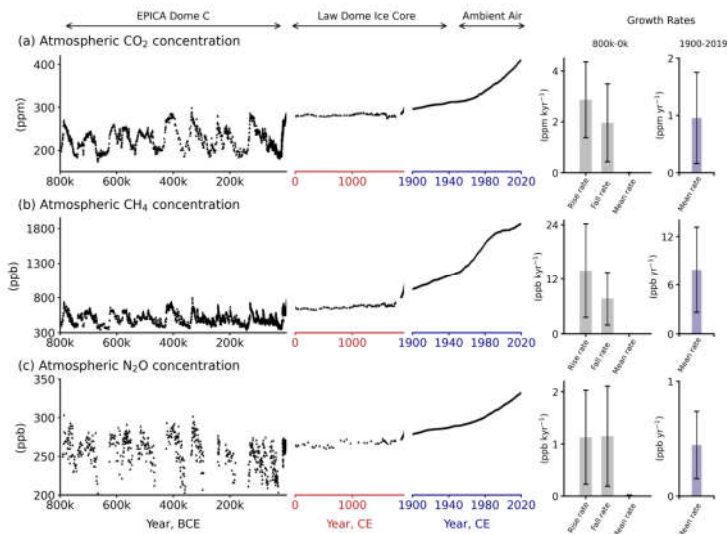 EPICA Dome C
Law Dome Ice Core
Ambient Air
Growth Rates
(a) Atmospheric CO₂ concentration
800k-0k
1900-2019
400
300
200
(ppm)
800k 600k 400k 200k
0 1000
1900 1940 1980 2020
4
2
0
(ppm kyr⁻¹)
Rise rate
Fall rate
Mean rate
2
1
0
(ppm yr⁻¹)
Mean rate
(b) Atmospheric CH₄ concentration
1800
1300
800
300
(ppb)
800k 600k 400k 200k
0 1000
1900 1940 1980 2020
24
12
0
(ppb kyr⁻¹)
Rise rate
Fall rate
Mean rate
12
6
0
(ppb yr⁻¹)
Mean rate
(c) Atmospheric N₂O concentration
350
300
250
200
(ppb)
800k 600k 400k 200k
0 1000
1900 1940 1980 2020
Year, BCE
Year, CE
Year, CE
2
1
0
(ppb kyr⁻¹)
Rise rate
Fall rate
Mean rate
1
0
(ppb yr⁻¹)
Mean rate